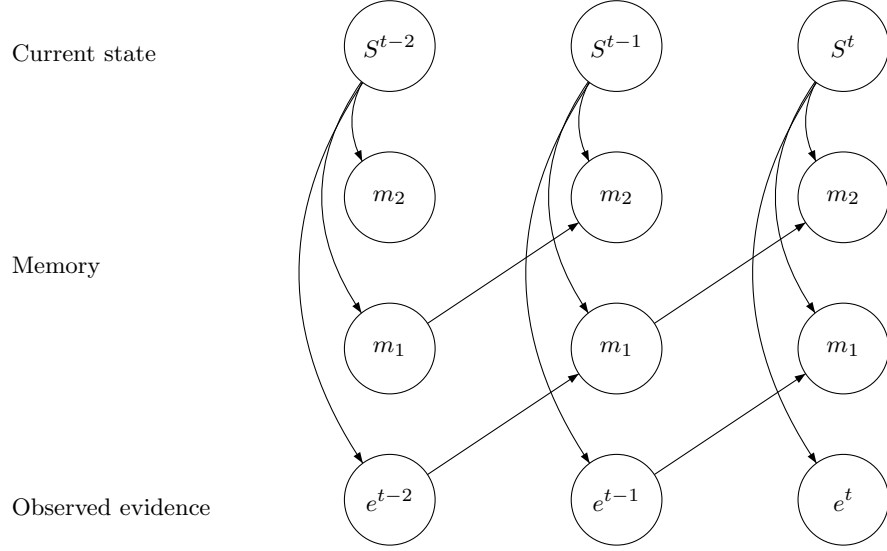 Current state S^{t−2} S^{t−1} S^t
m_2 m_2 m_2
Memory
m_1 m_1 m_1
Observed evidence e^{t−2} e^{t−1} e^t